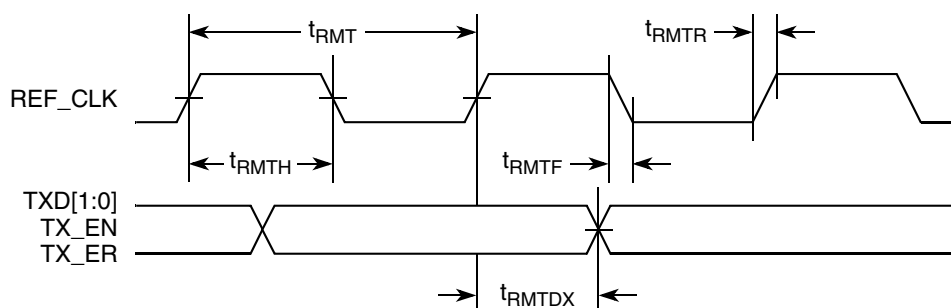 tRMT
tRMTR
REF_CLK
tRMTH
tRMTF
TXD[1:0]
TX_EN
TX_ER
tRMTDX